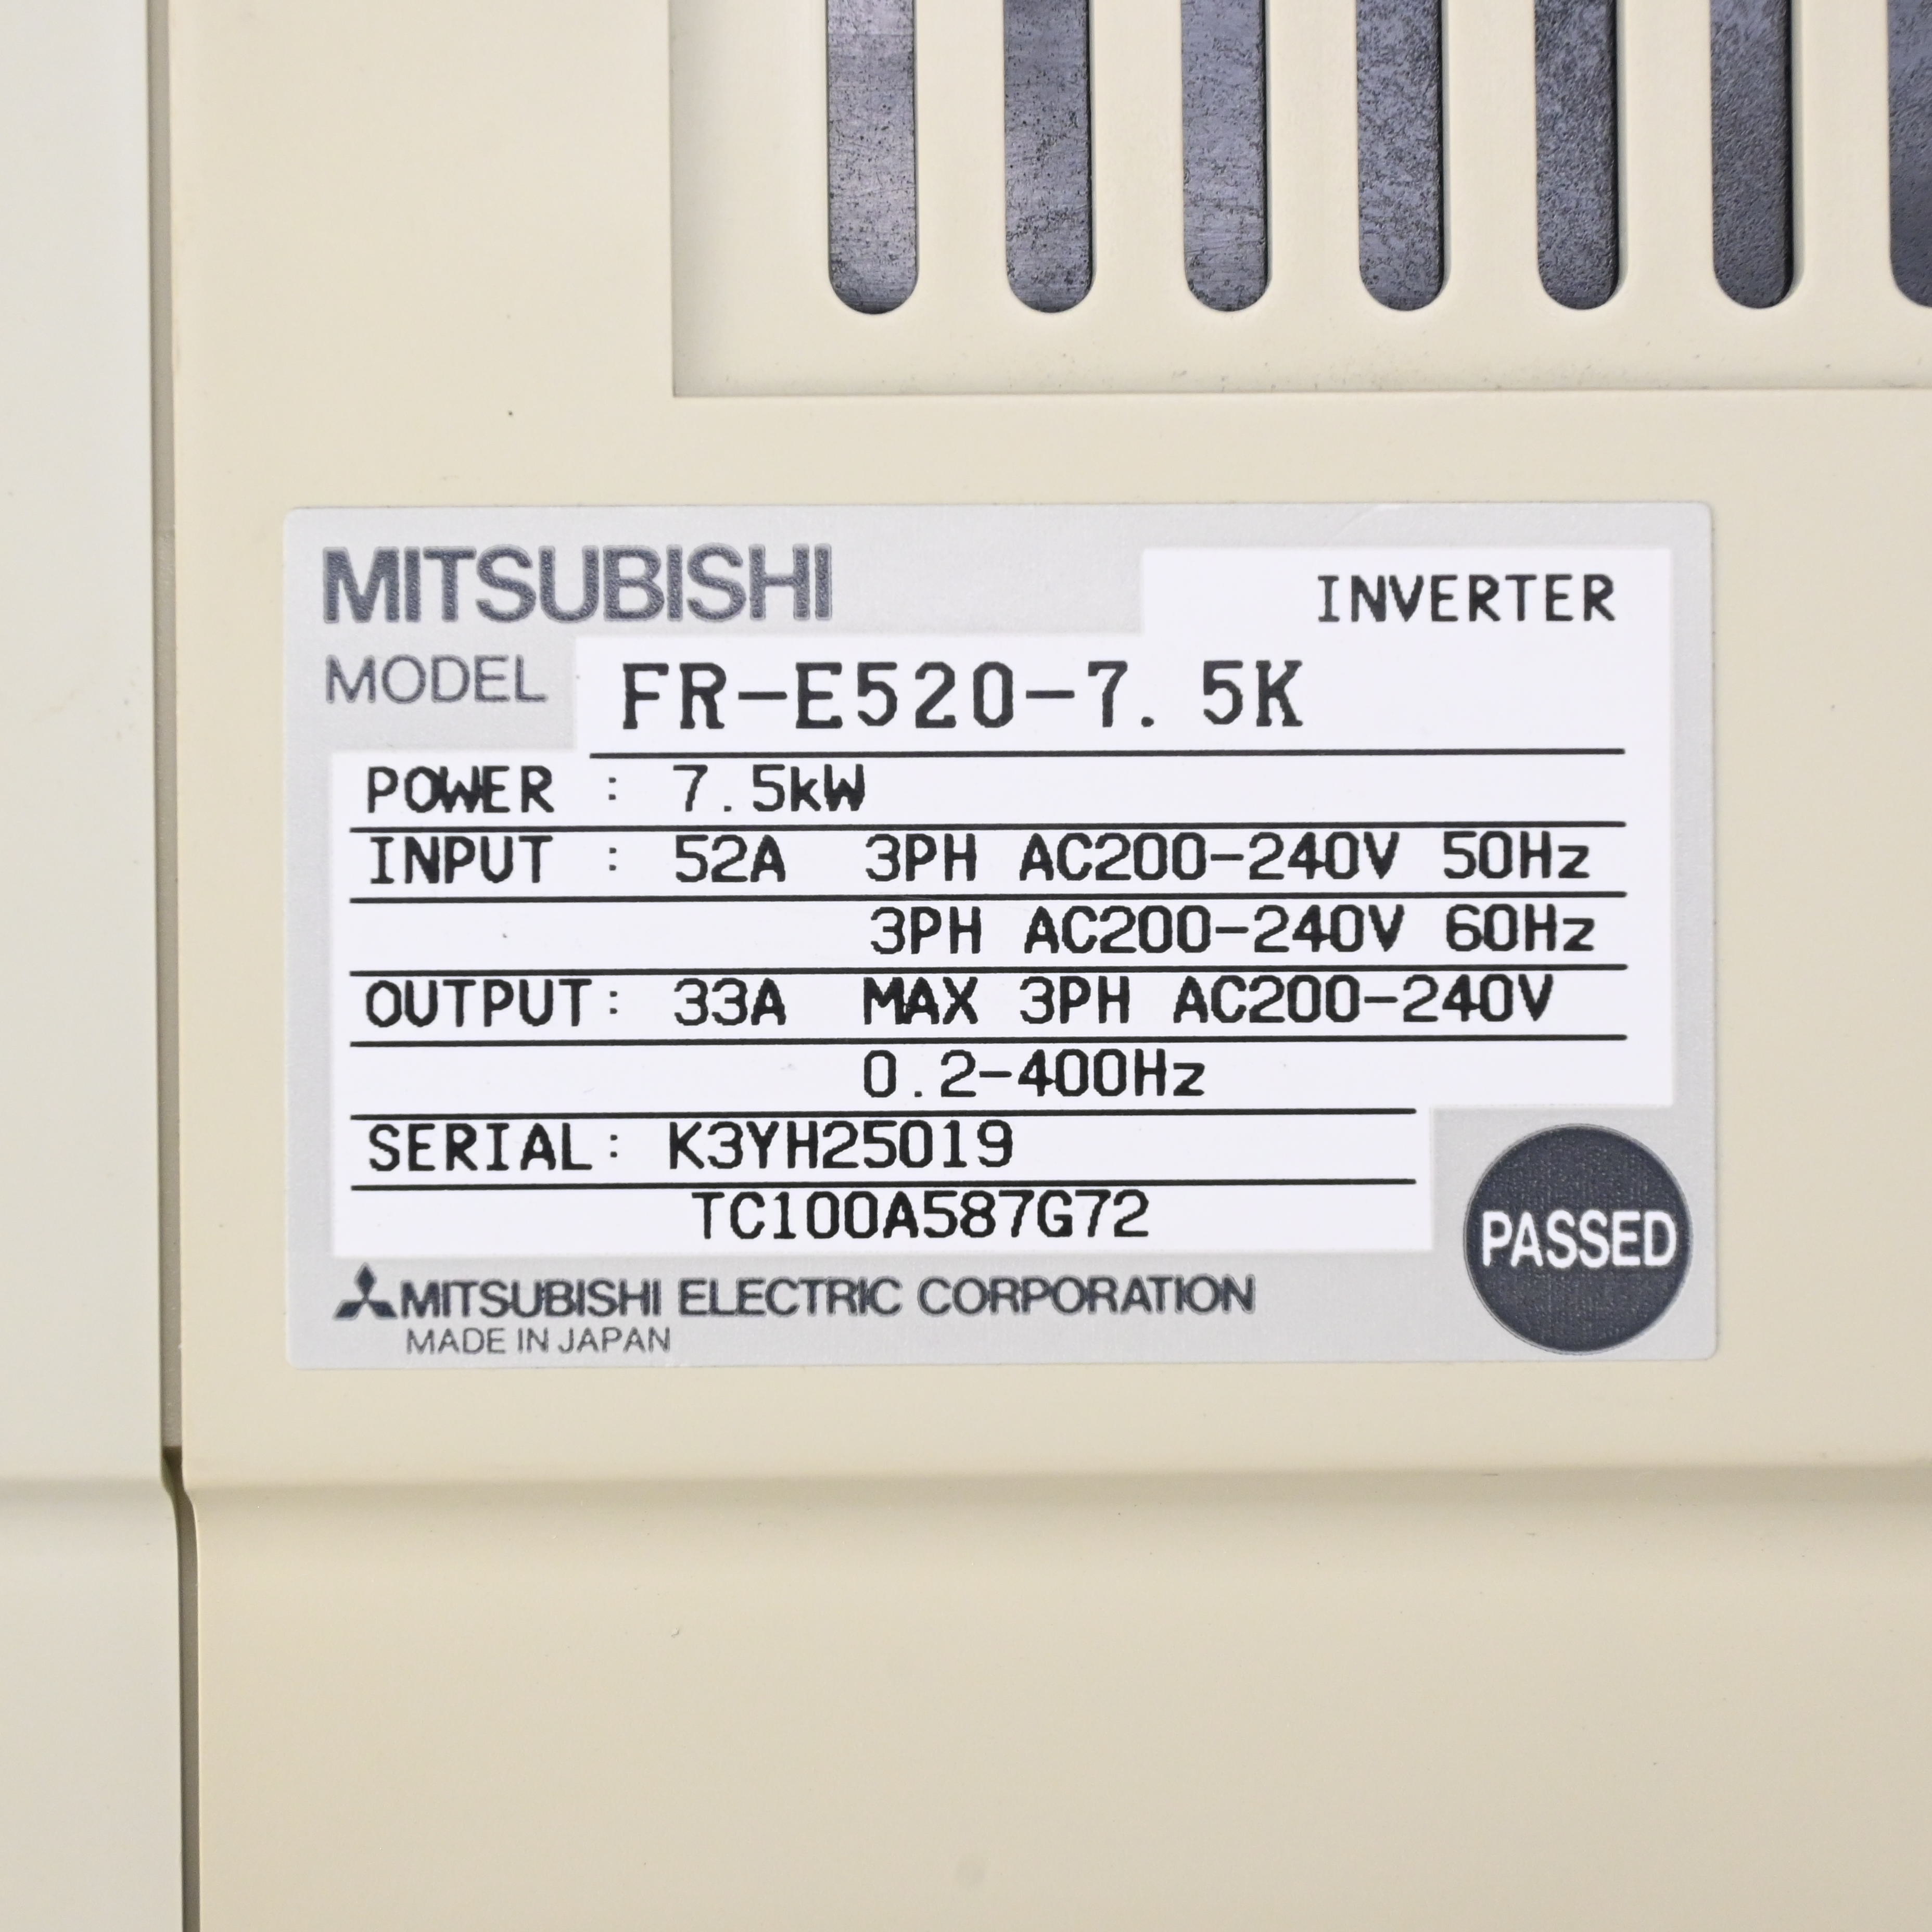 MITSUBISHI
INVERTER
MODEL FR-E520-7.5K
POWER : 7.5kW
INPUT : 52A 3PH AC200-240V 50Hz
3PH AC200-240V 60Hz
OUTPUT: 33A MAX 3PH AC200-240V
0.2-400Hz
SERIAL: K3YH25019
TC100A587G72
PASSED
MITSUBISHI ELECTRIC CORPORATION
MADE IN JAPAN